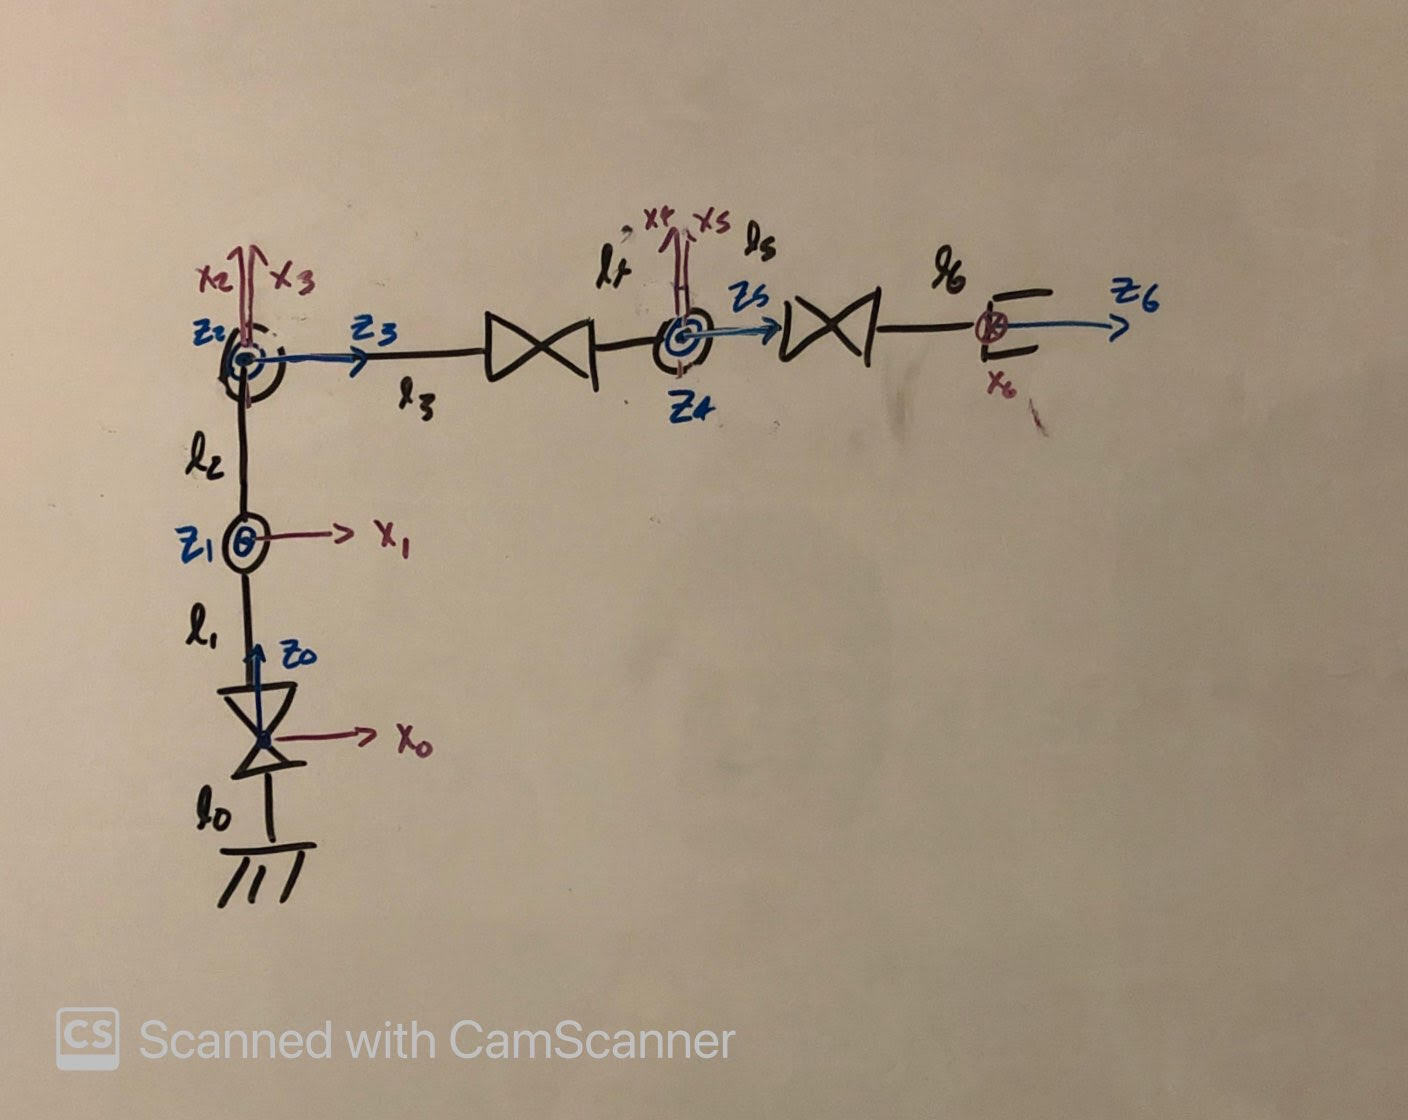 x4 x5 l5
l4
x2 x3
z2 z3 z5 l6 z6
l3 z4 x6
l2
z1 x1
l1
z0
x0
l0
CS Scanned with CamScanner